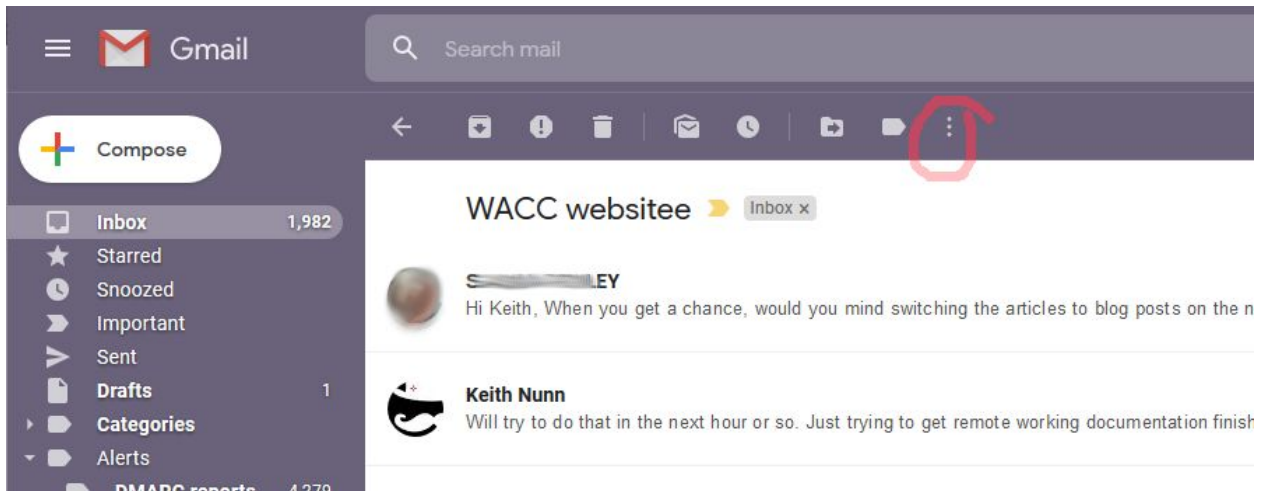 Gmail
Search mail
Compose
Inbox 1,982
Starred
Snoozed
Important
Sent
Drafts 1
Categories
Alerts
DMARC reports 4,279
WACC websitee Inbox x
S LEY
Hi Keith, When you get a chance, would you mind switching the articles to blog posts on the n
Keith Nunn
Will try to do that in the next hour or so. Just trying to get remote working documentation finish